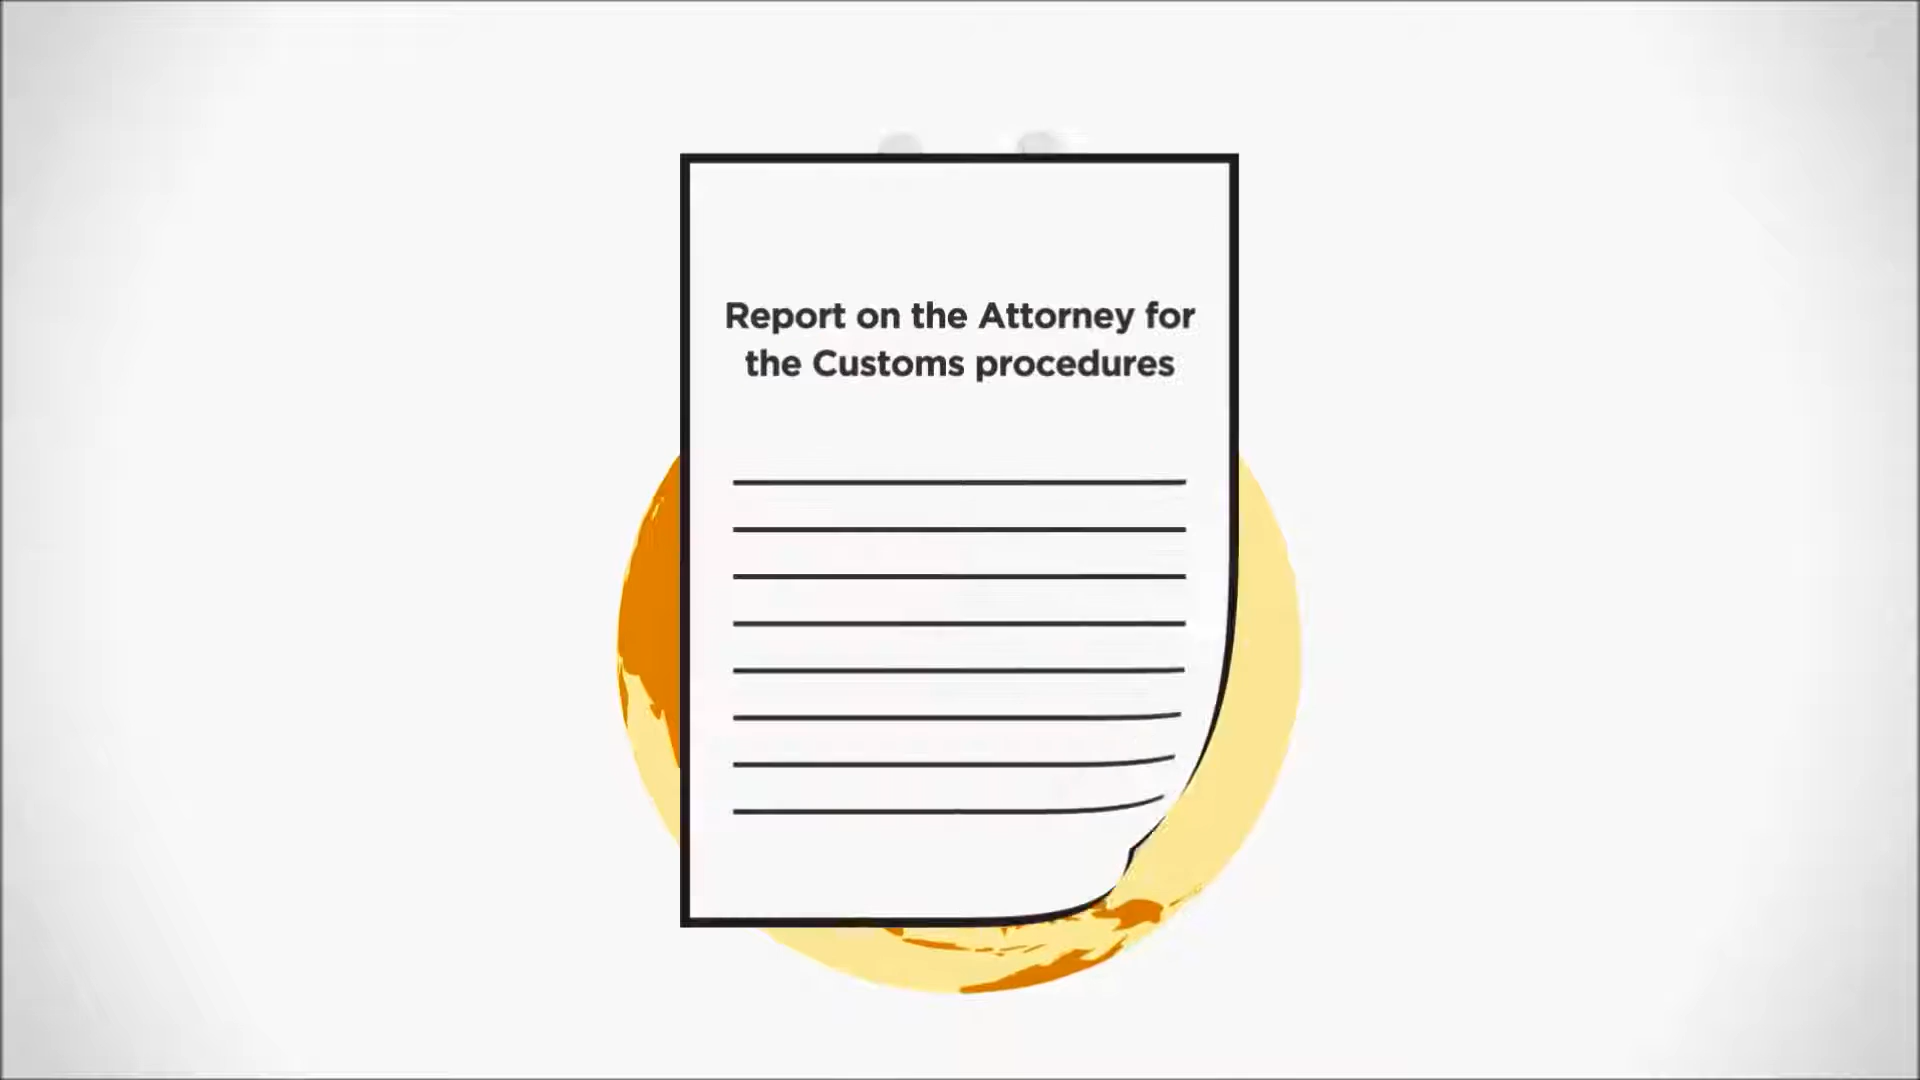 Report on the Attorney for
the Customs procedures